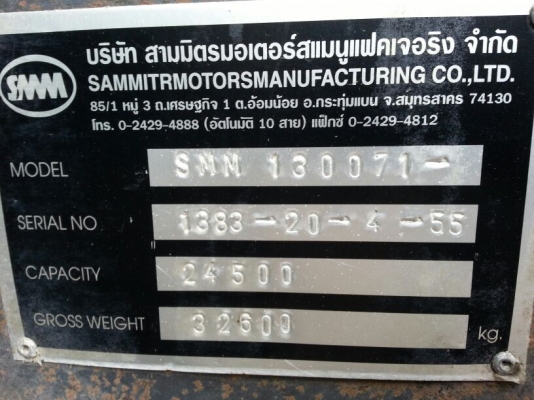 SMM
บริษัท สามมิตรมอเตอร์สแมนูแฟคเจอริง จำกัด
SAMMITRMOTORSMANUFACTURING CO.,LTD.
85/1 หมู่ 3 ถ.เศรษฐกิจ 1 ต.อ้อมน้อย อ.กระทุ่มแบน จ.สมุทรสาคร 74130
โทร. 0-2429-4888 (อัตโนมัติ 10 สาย) แฟ็กซ์ 0-2429-4812
MODEL SMM 130071-
SERIAL NO 1383-20-4-55
CAPACITY 24500
GROSS WEIGHT 32600 kg.